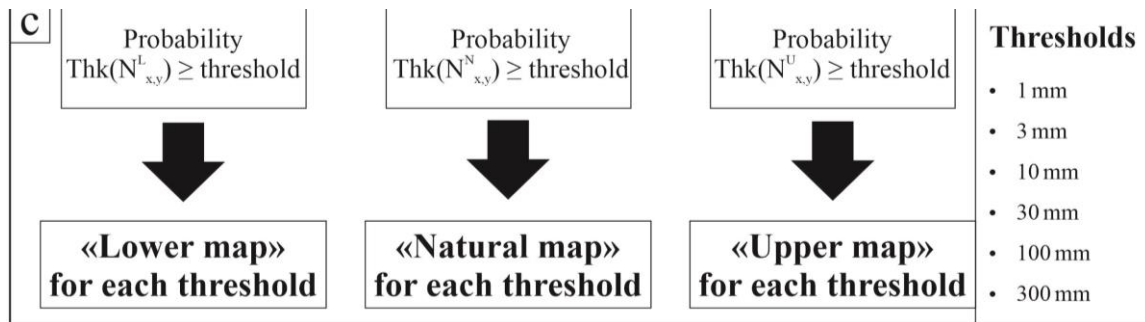 c
Probability
Thk(N^L_x,y) ≥ threshold
«Lower map»
for each threshold
Probability
Thk(N^N_x,y) ≥ threshold
«Natural map»
for each threshold
Probability
Thk(N^U_x,y) ≥ threshold
«Upper map»
for each threshold
Thresholds
• 1 mm
• 3 mm
• 10 mm
• 30 mm
• 100 mm
• 300 mm